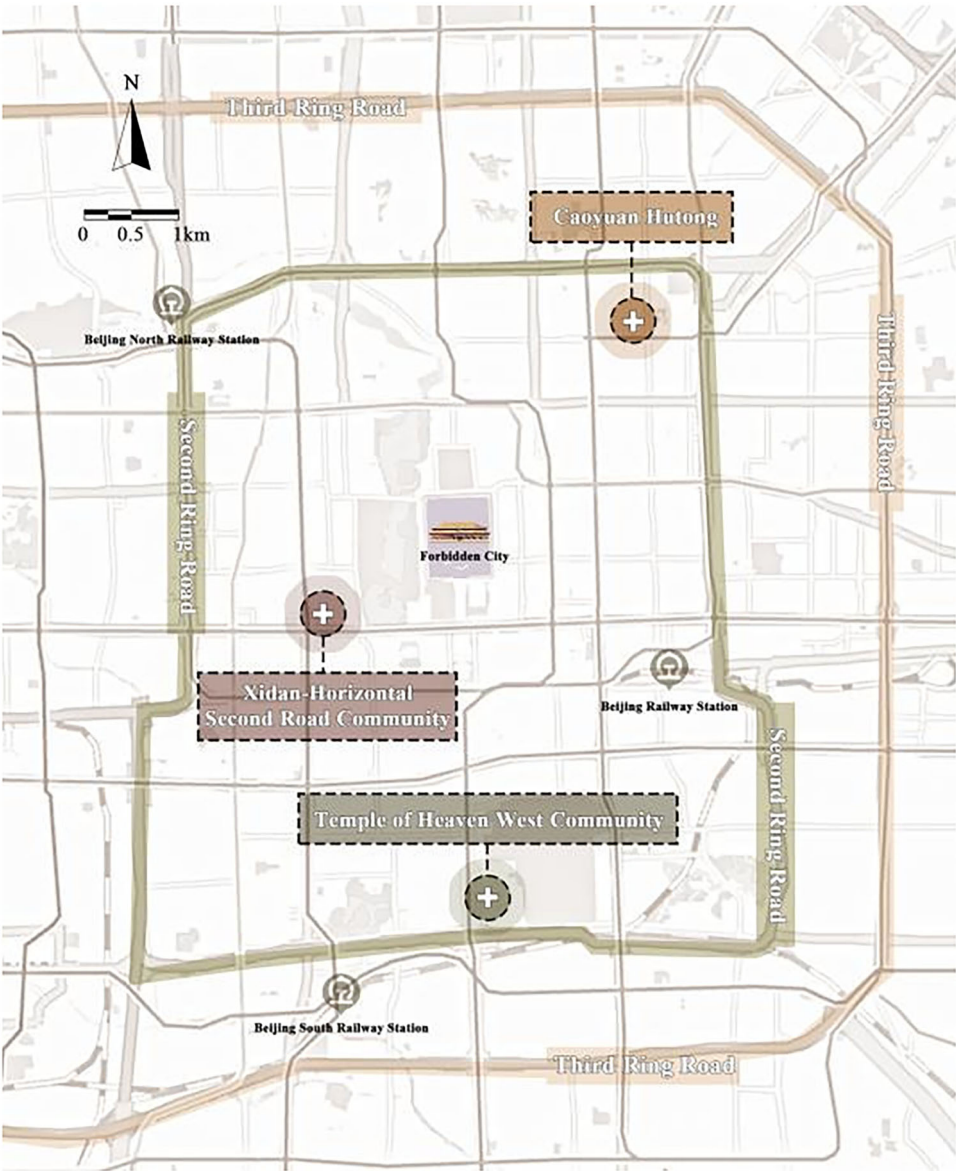 Third Ring Road
N
0 0.5 1km
Caoyuan Hutong
Beijing North Railway Station
Third Ring Road
Second Ring Road
Forbidden City
Xidan-Horizontal
Second Road Community
Beijing Railway Station
Second Ring Road
Temple of Heaven West Community
Beijing South Railway Station
Third Ring Road